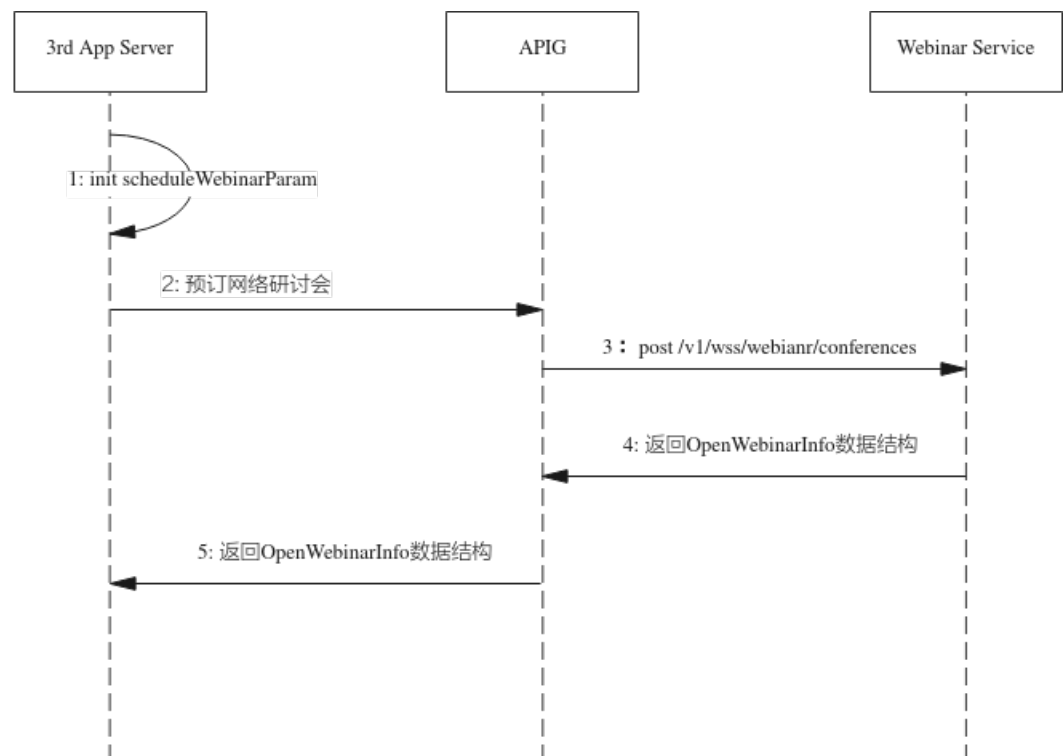 3rd App Server
APIG
Webinar Service
1: init scheduleWebinarParam
2: 预订网络研讨会
3： post /v1/wss/webianr/conferences
4: 返回OpenWebinarInfo数据结构
5: 返回OpenWebinarInfo数据结构